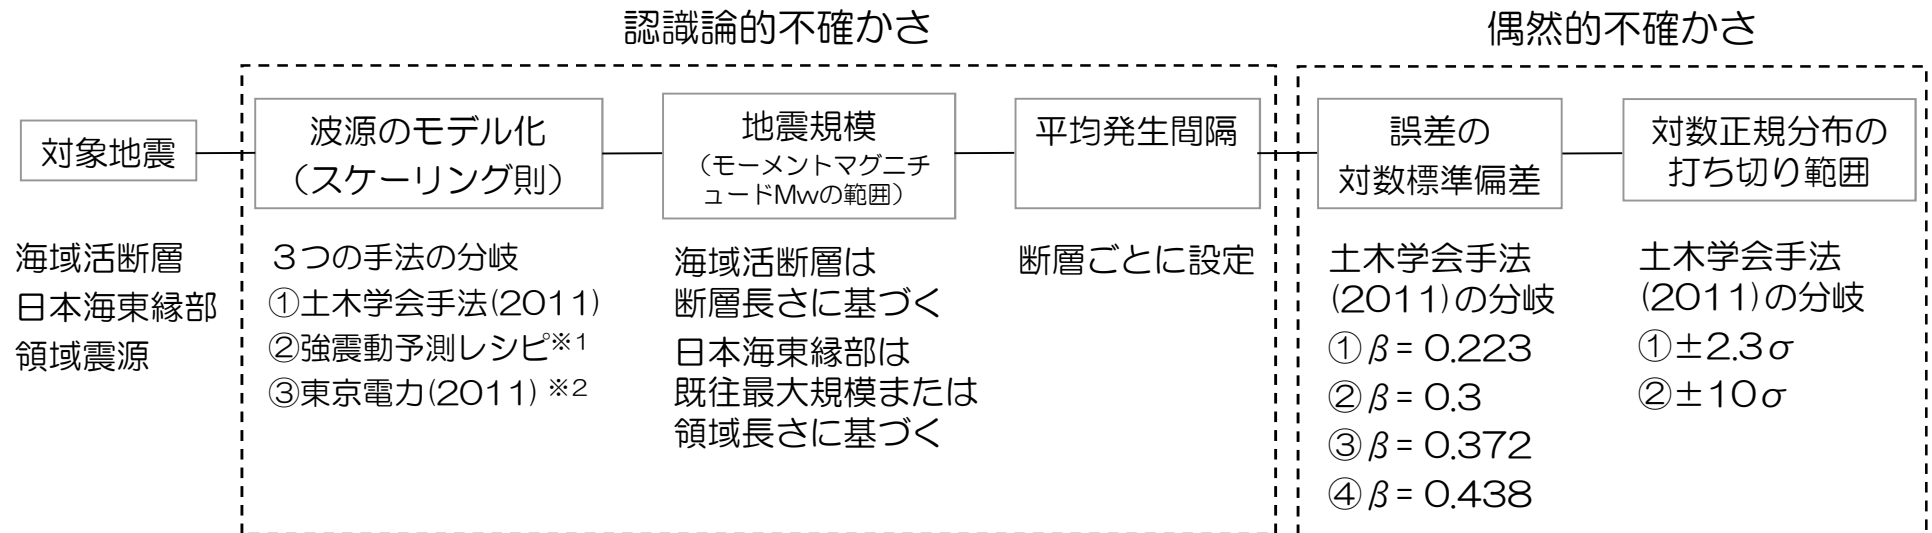 認識論的不確かさ
偶然的不確かさ
対象地震
波源のモデル化
（スケーリング則）
地震規模
（モーメントマグニチ
ュードMwの範囲）
平均発生間隔
誤差の
対数標準偏差
対数正規分布の
打ち切り範囲
海域活断層
日本海東縁部
領域震源
３つの手法の分岐
①土木学会手法(2011)
②強震動予測レシピ※1
③東京電力(2011) ※2
海域活断層は
断層長さに基づく
日本海東縁部は
既往最大規模または
領域長さに基づく
断層ごとに設定
土木学会手法
(2011)の分岐
①β= 0.223
②β= 0.3
③β= 0.372
④β= 0.438
土木学会手法
(2011)の分岐
①±2.3σ
②±10σ